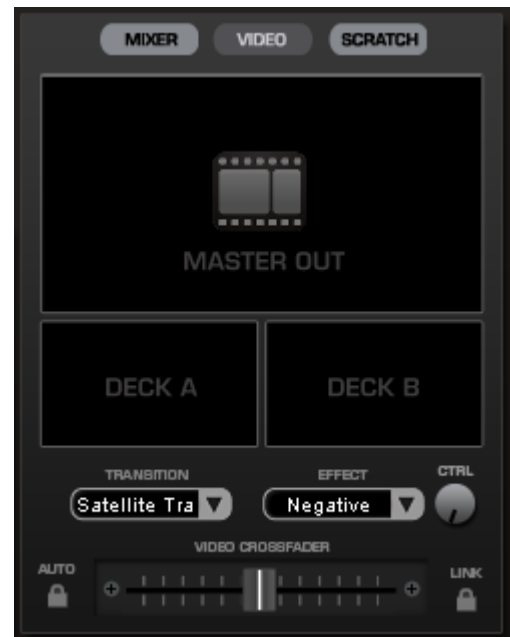 MIXER VIDEO SCRATCH
MASTER OUT
DECK A DECK B
TRANSITION EFFECT CTRL
Satellite Tra Negative
VIDEO CROSSFADER
AUTO LINK